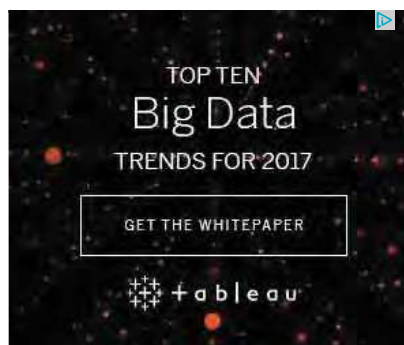 TOP TEN
Big Data
TRENDS FOR 2017
GET THE WHITEPAPER
+ableau